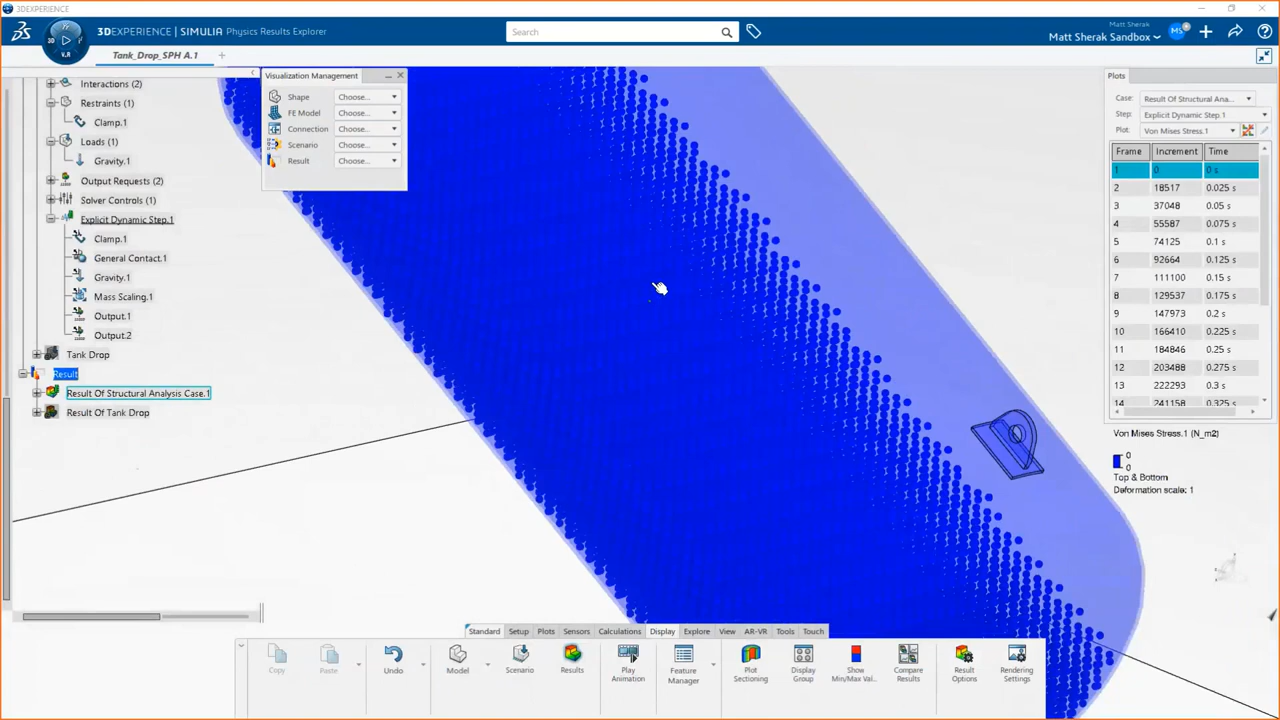 3DEXPERIENCE
3DEXPERIENCE | SIMULIA Physics Results Explorer
Search
Matt Sherak
Matt Sherak Sandbox
MS
3D
V.R
Tank_Drop_SPH A.1
+
Interactions (2)
Restraints (1)
Clamp.1
Loads (1)
Gravity.1
Output Requests (2)
Solver Controls (1)
Explicit Dynamic Step.1
Clamp.1
General Contact.1
Gravity.1
Mass Scaling.1
Output.1
Output.2
Tank Drop
Result
Result Of Structural Analysis Case.1
Result Of Tank Drop
Visualization Management
Shape Choose...
FE Model Choose...
Connection Choose...
Scenario Choose...
Result Choose...
Plots
Case: Result Of Structural Ana...
Step: Explicit Dynamic Step.1
Plot: Von Mises Stress.1
Frame Increment Time
1 0 0 s
2 18517 0.025 s
3 37048 0.05 s
4 55587 0.075 s
5 74125 0.1 s
6 92664 0.125 s
7 111100 0.15 s
8 129537 0.175 s
9 147973 0.2 s
10 166410 0.225 s
11 184846 0.25 s
12 203488 0.275 s
13 222293 0.3 s
14 241158 0.325 s
Von Mises Stress.1 (N_m2)
0
0
Top & Bottom
Deformation scale: 1
Standard Setup Plots Sensors Calculations Display Explore View AR-VR Tools Touch
Copy Paste Undo Model Scenario Results Play Animation Feature Manager Plot Sectioning Display Group Show Min/Max Val... Compare Results Result Options Rendering Settings